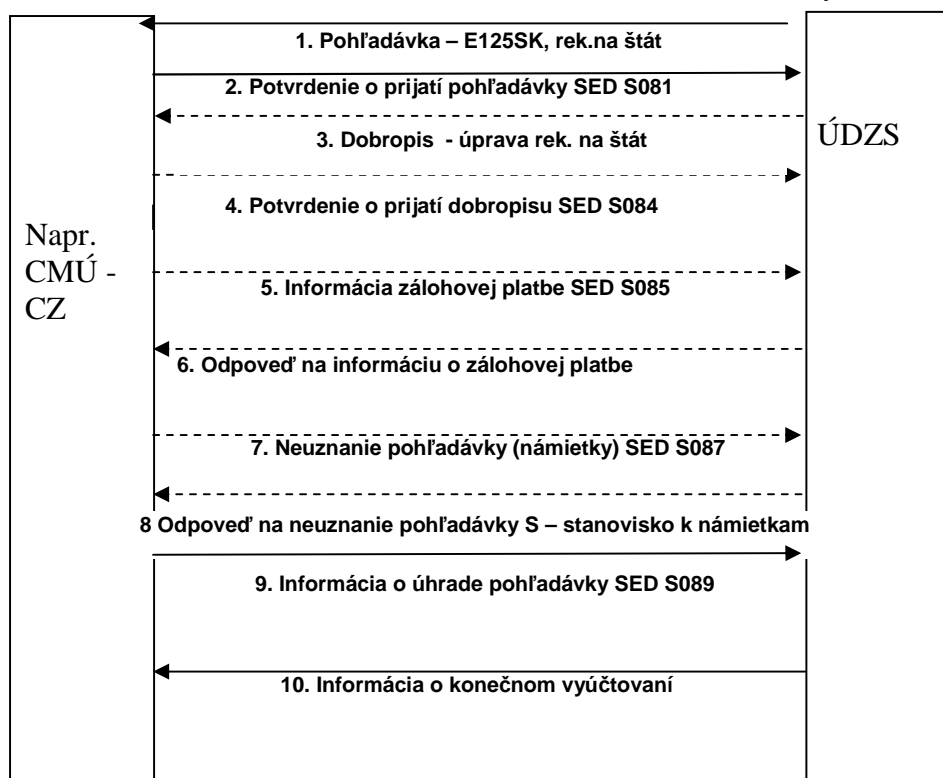 1. Pohľadávka – E125SK, rek.na štát
2. Potvrdenie o prijatí pohľadávky SED S081
3. Dobropis - úprava rek. na štát
ÚDZS
4. Potvrdenie o prijatí dobropisu SED S084
Napr.
CMÚ -
CZ
5. Informácia zálohovej platbe SED S085
6. Odpoveď na informáciu o zálohovej platbe
7. Neuznanie pohľadávky (námietky) SED S087
8 Odpoveď na neuznanie pohľadávky S – stanovisko k námietkam
9. Informácia o úhrade pohľadávky SED S089
10. Informácia o konečnom vyúčtovaní